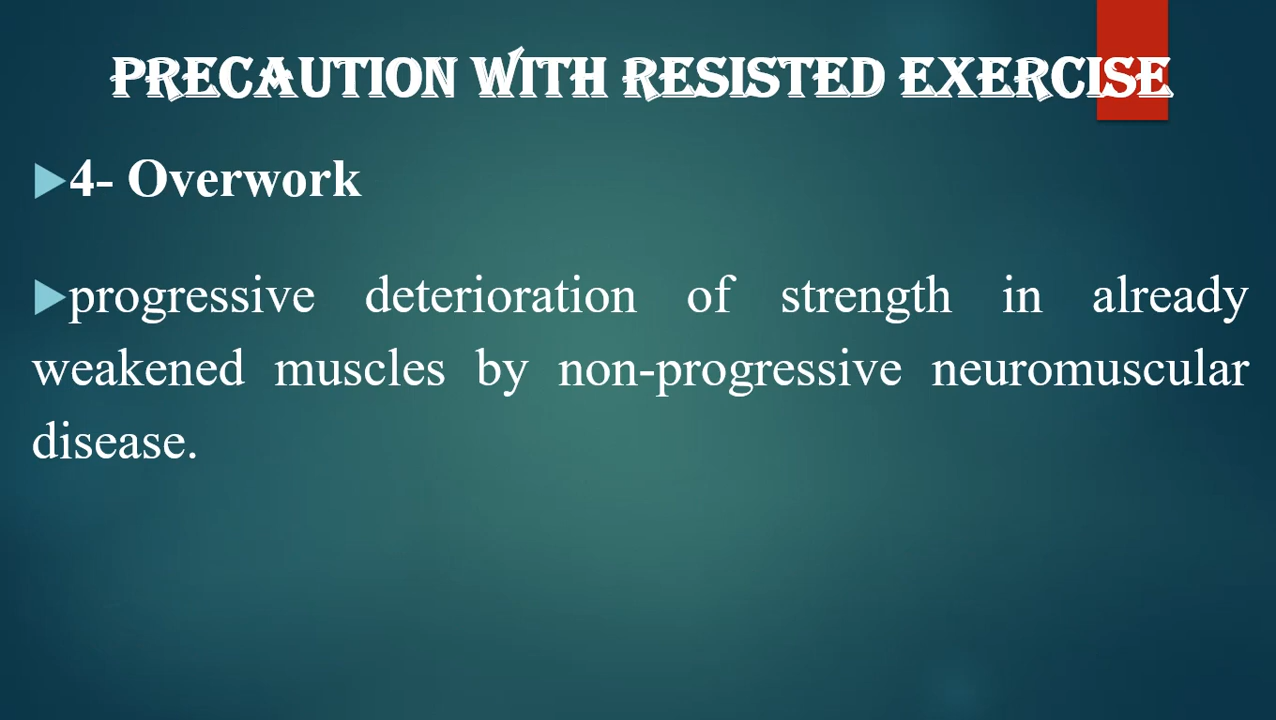 PRECAUTION WITH RESISTED EXERCISE
4- Overwork
progressive deterioration of strength in already
weakened muscles by non-progressive neuromuscular
disease.